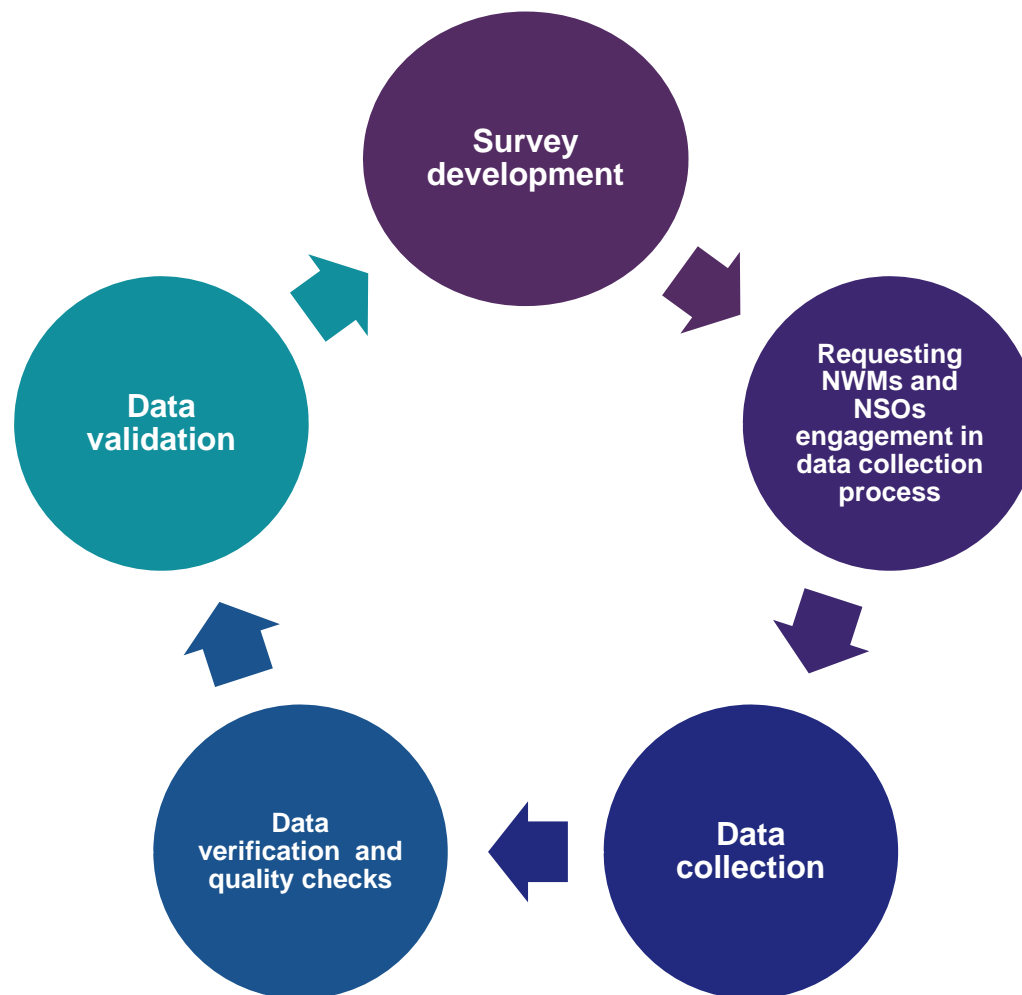 Survey
development
Requesting
NWMs and
NSOs
engagement in
data collection
process
Data
collection
Data
verification  and
quality checks
Data
validation